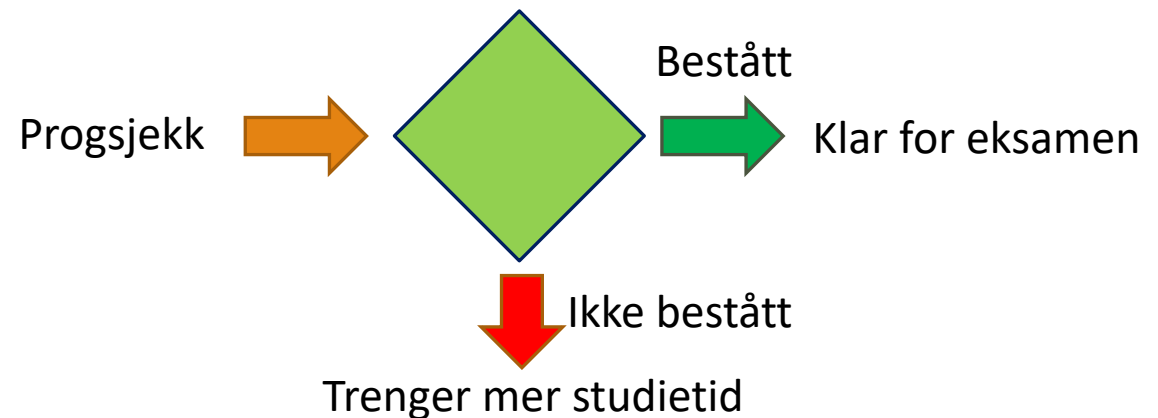 Bestått
Progsjekk
Klar for eksamen
Ikke bestått
Trenger mer studietid